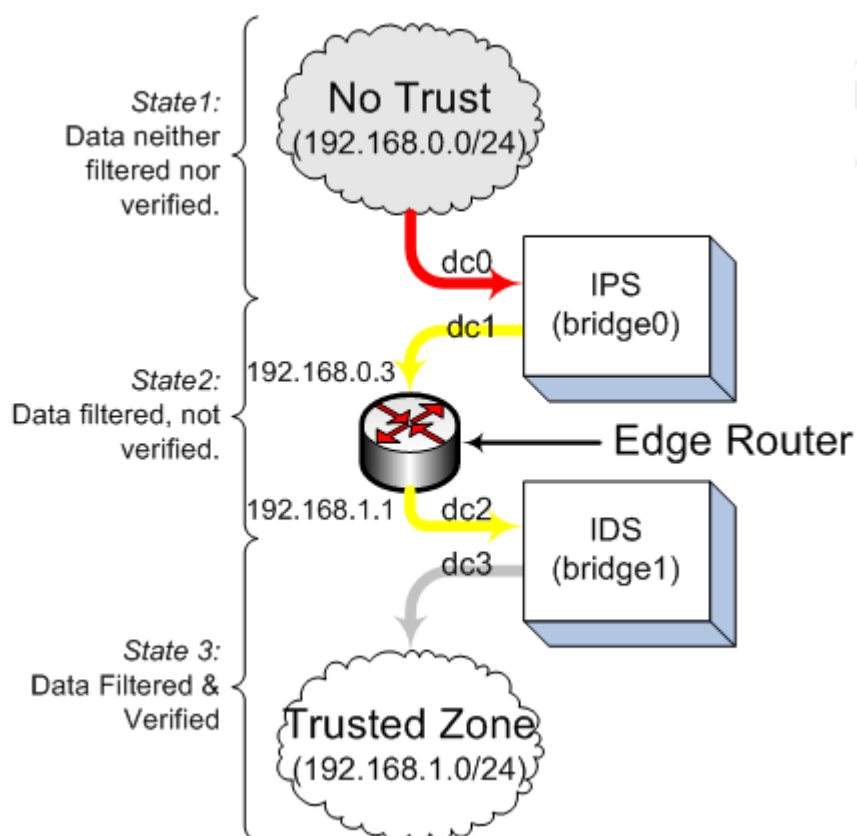 State1:
Data neither
filtered nor
verified.
No Trust
(192.168.0.0/24)
dc0
IPS
(bridge0)
dc1
State2:
Data filtered, not
verified.
192.168.0.3
Edge Router
192.168.1.1
dc2
IDS
(bridge1)
dc3
State 3:
Data Filtered &
Verified
Trusted Zone
(192.168.1.0/24)